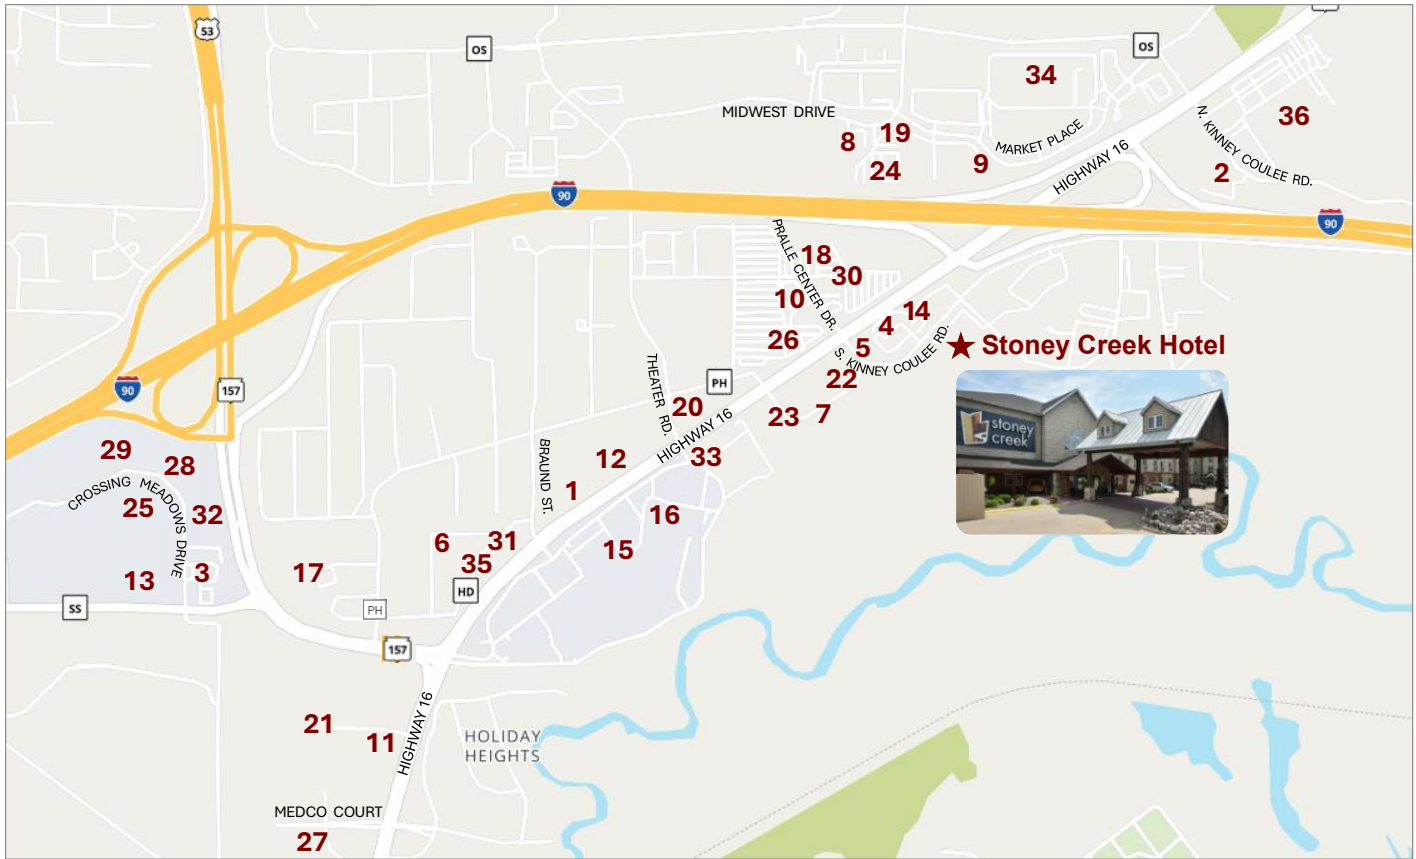 53
OS
OS
34
MIDWEST DRIVE
36
8
19
MARKET PLACE
N. KINNEY COULEE RD.
24
9
HIGHWAY 16
2
90
90
PRALLE CENTER DR.
18
30
10
14
4
26
5
S. KINNEY COULEE RD.
★ Stoney Creek Hotel
THEATER RD.
PH
22
90
157
20
23
7
HIGHWAY 16
stoney
creek
29
28
BRAUND ST.
12
33
CROSSING MEADOWS DRIVE
25
32
1
16
6
31
15
35
17
13
3
HD
SS
PH
157
21
11
HIGHWAY 16
HOLIDAY
HEIGHTS
MEDCO COURT
27